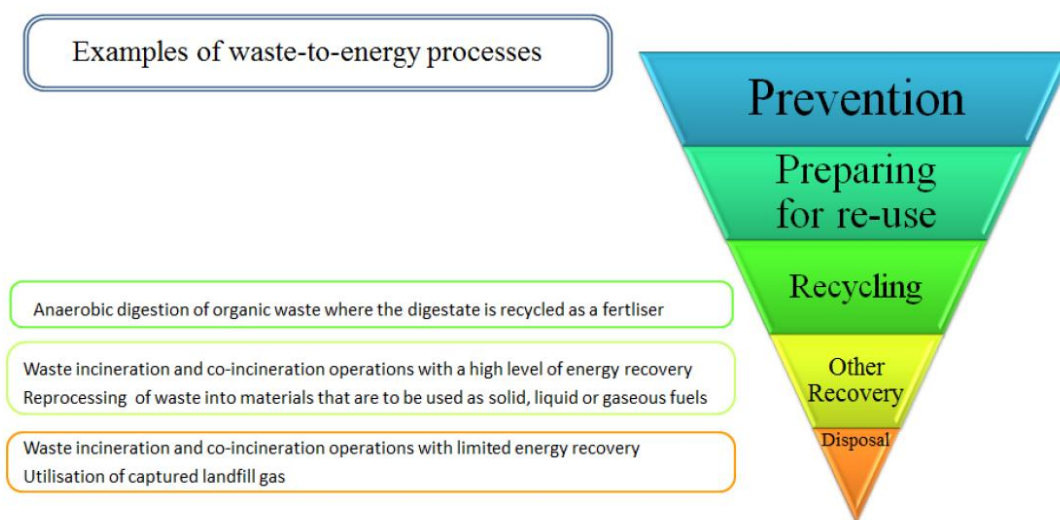 Examples of waste-to-energy processes
Prevention
Preparing
for re-use
Recycling
Anaerobic digestion of organic waste where the digestate is recycled as a fertliser
Other
Recovery
Waste incineration and co-incineration operations with a high level of energy recovery
Reprocessing of waste into materials that are to be used as solid, liquid or gaseous fuels
Disposal
Waste incineration and co-incineration operations with limited energy recovery
Utilisation of captured landfill gas